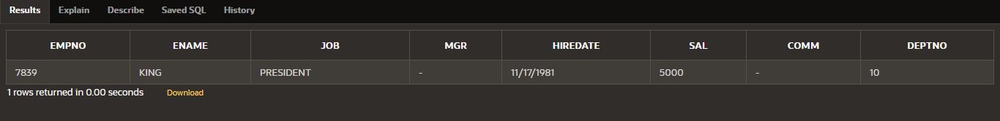 Results Explain Describe Saved SQL History
EMPNO ENAME JOB MGR HIREDATE SAL COMM DEPTNO
7839 KING PRESIDENT - 11/17/1981 5000 - 10
1 rows returned in 0.00 seconds Download